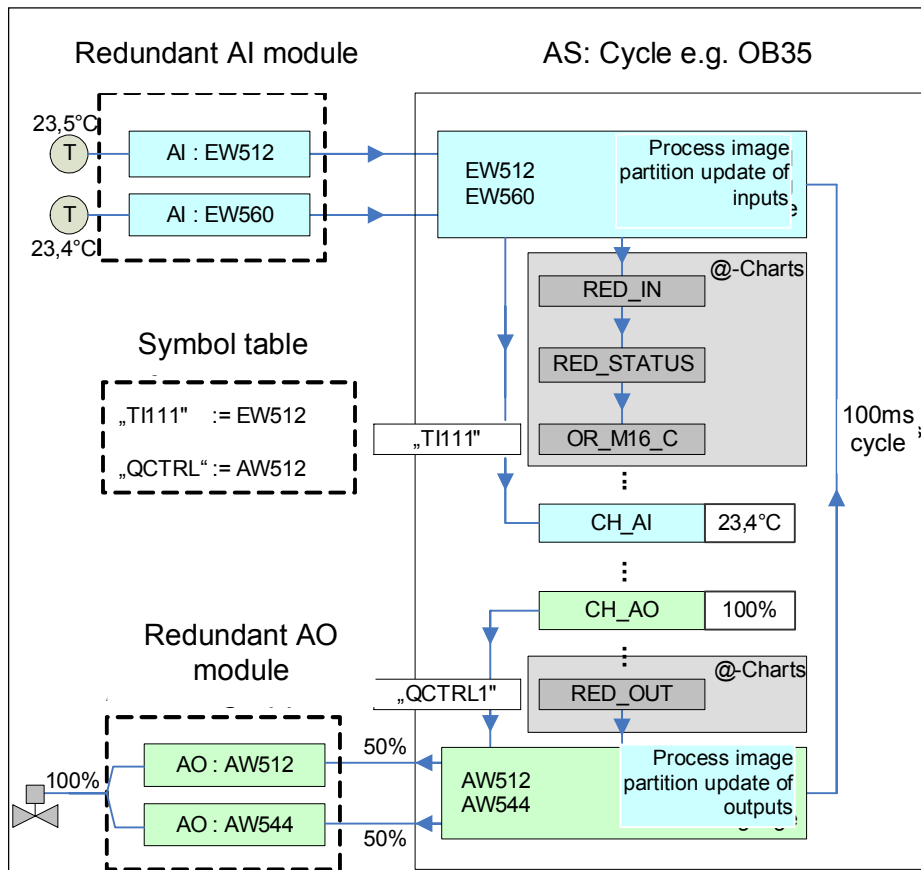 Redundant AI module
AS: Cycle e.g. OB35
23,5°C
T
AI : EW512
T
AI : EW560
23,4°C
EW512
EW560
Process image
partition update of
inputs
@-Charts
RED_IN
RED_STATUS
OR_M16_C
Symbol table
„TI111" := EW512
„QCTRL“ := AW512
„TI111"
100ms
cycle
CH_AI
23,4°C
CH_AO
100%
Redundant AO
module
@-Charts
„QCTRL1"
RED_OUT
50%
AO : AW512
100%
AO : AW544
50%
AW512
AW544
Process image
partition update of
outputs